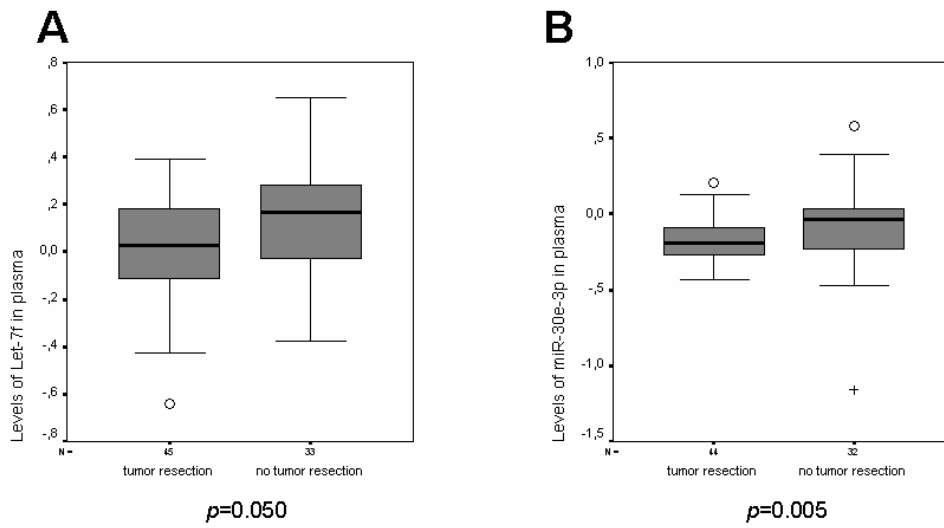 A
Levels of Let-7f in plasma
,8
,6
,4
,2
0,0
-,2
-,4
-,6
-,8
N = 45 33
tumor resection no tumor resection
p=0.050
B
Levels of miR-30e-3p in plasma
1,0
,5
0,0
-,5
-1,0
-1,5
N = 44 32
tumor resection no tumor resection
p=0.005